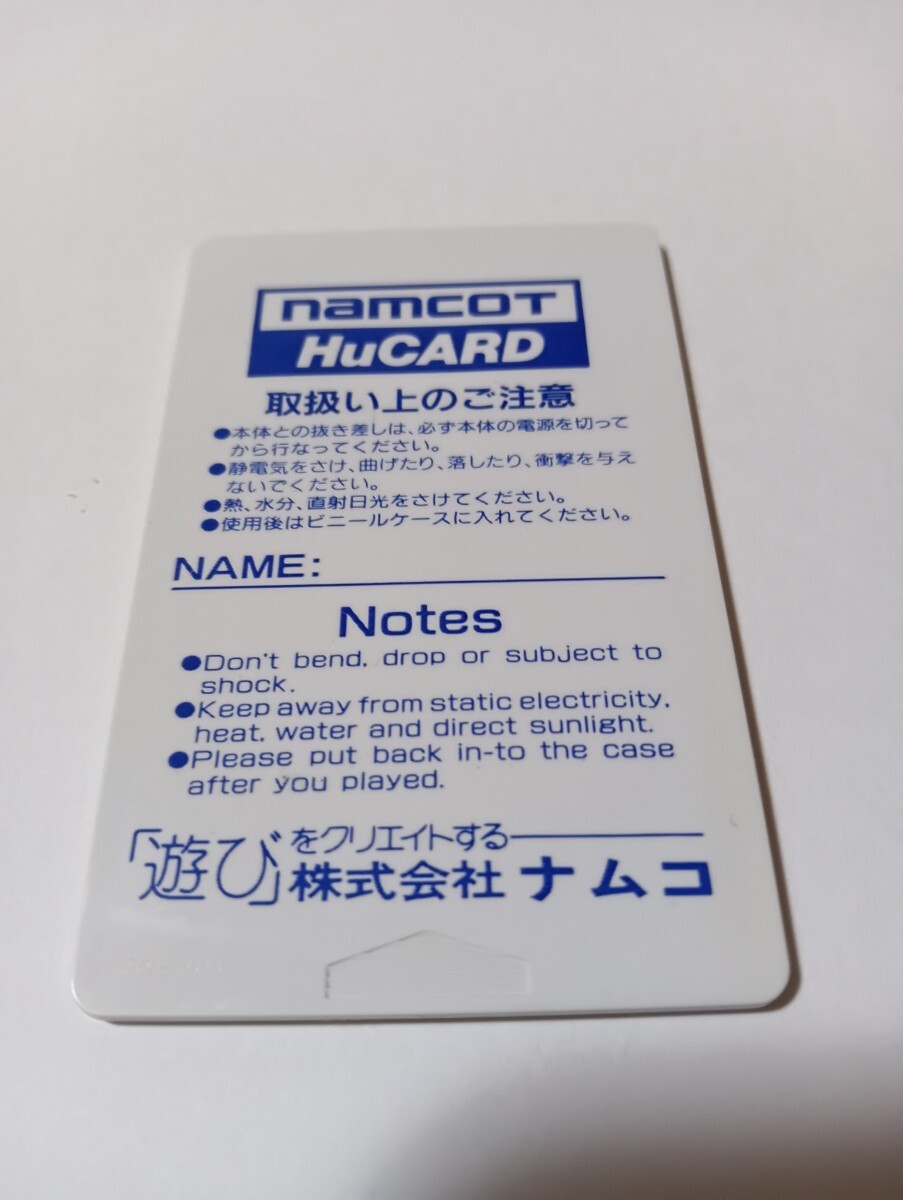 namcot
HuCARD
取扱い上のご注意
●本体との抜き差しは、必ず本体の電源を切って
から行なってください。
●静電気をさけ、曲げたり、落したり、衝撃を与え
ないでください。
●熱、水分、直射日光をさけてください。
●使用後はビニールケースに入れてください。
NAME:
Notes
●Don't bend, drop or subject to
shock.
●Keep away from static electricity,
heat, water and direct sunlight.
●Please put back in-to the case
after you played.
「遊び」をクリエイトする
株式会社ナムコ